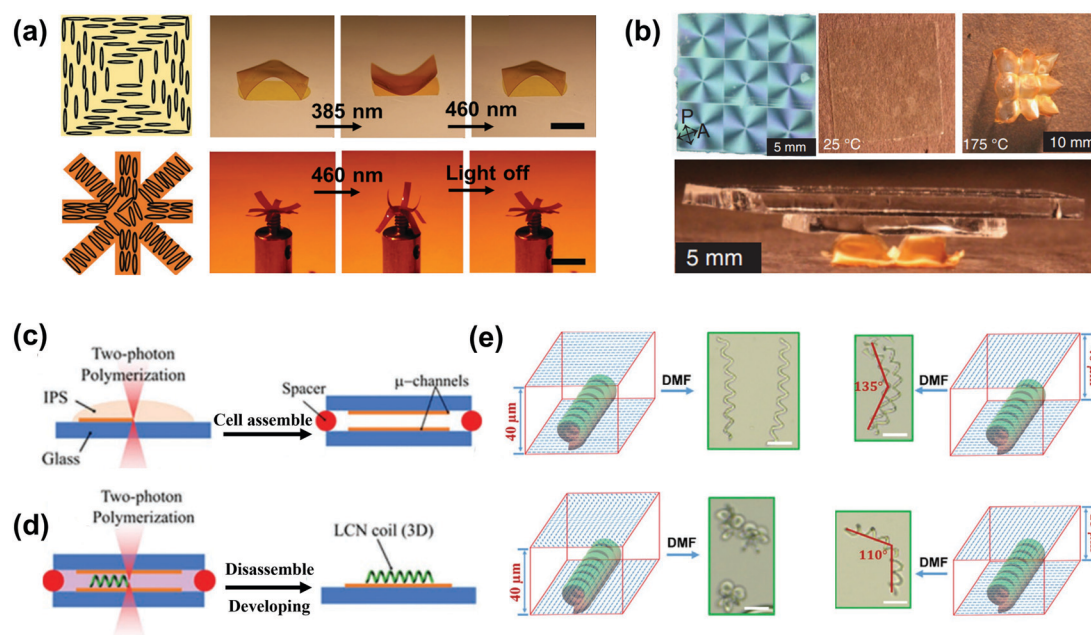 (a)
385 nm
460 nm
460 nm
Light off
(b)
P
A
5 mm
25 °C
175 °C
10 mm
5 mm
(c)
Two-photon
Polymerization
IPS
Glass
Cell assemble
Spacer
μ-channels
(d)
Two-photon
Polymerization
Disassemble
Developing
LCN coil (3D)
(e)
40 μm
DMF
135°
DMF
40 μm
DMF
110°
DMF